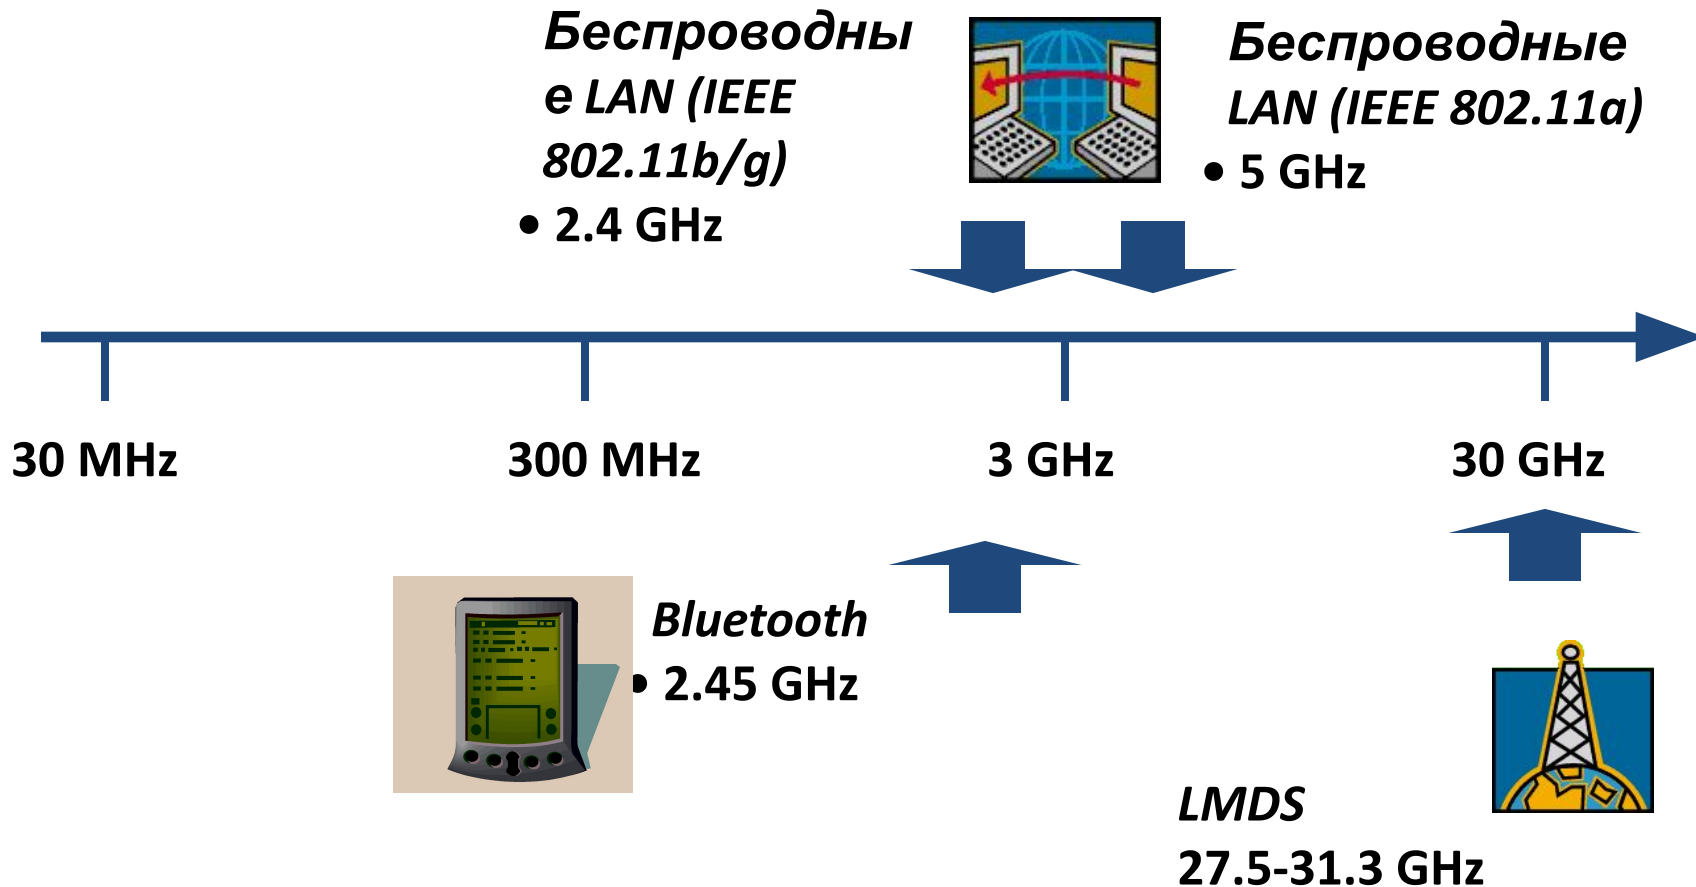 Беспроводны
е LAN (IEEE
802.11b/g)
• 2.4 GHz
Беспроводные
LAN (IEEE 802.11a)
• 5 GHz
30 MHz
300 MHz
3 GHz
30 GHz
Bluetooth
• 2.45 GHz
LMDS
27.5-31.3 GHz